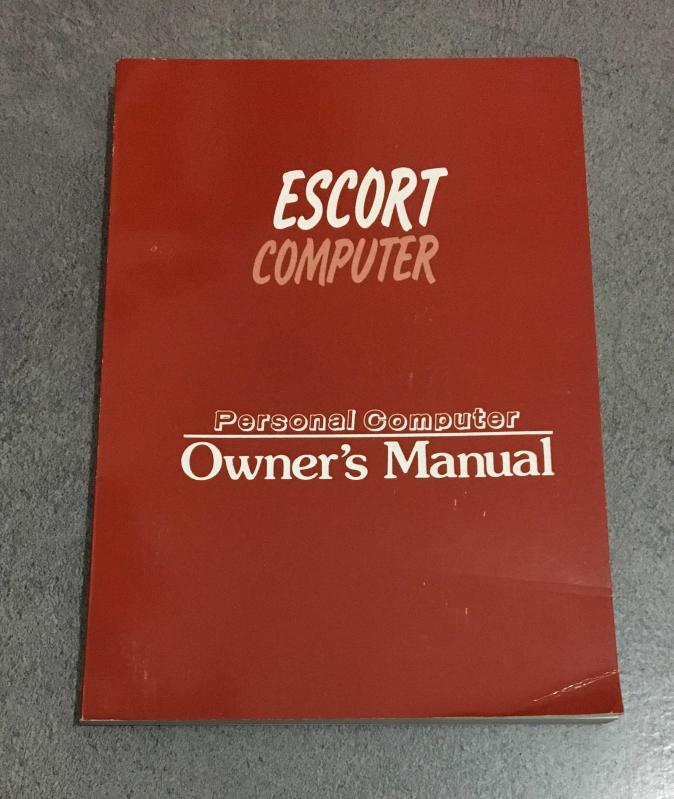 ESCORT
COMPUTER
Personal Computer
Owner's Manual